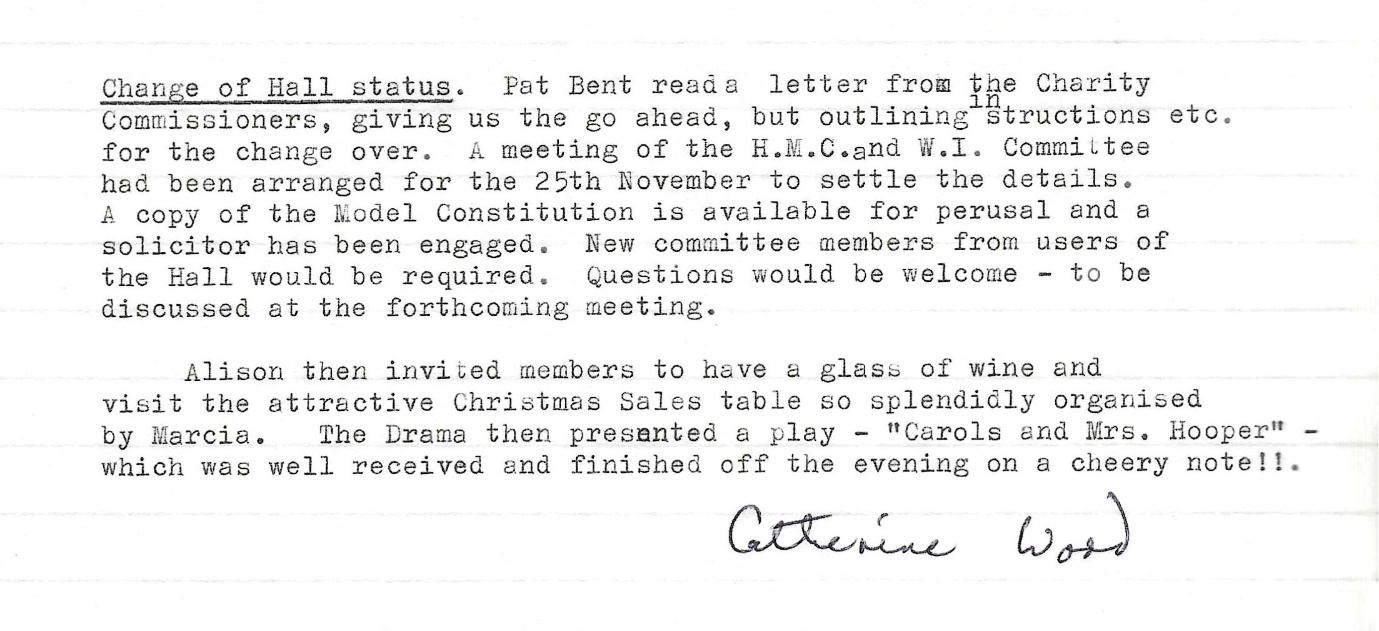 Change of Hall status.  Pat Bent read a letter from the Charity
Commissioners, giving us the go ahead, but outlining instructions etc.
for the change over.  A meeting of the H.M.C.and W.I. Committee
had been arranged for the 25th November to settle the details.
A copy of the Model Constitution is available for perusal and a
solicitor has been engaged.  New committee members from users of
the Hall would be required.  Questions would be welcome - to be
discussed at the forthcoming meeting.
Alison then invited members to have a glass of wine and
visit the attractive Christmas Sales table so splendidly organised
by Marcia.  The Drama then presented a play - "Carols and Mrs. Hooper" -
which was well received and finished off the evening on a cheery note!!.
Catherine Wood